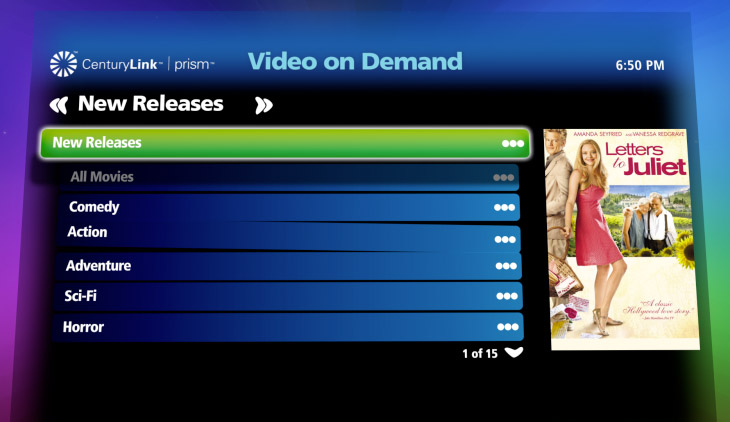 CenturyLink™ | prism™
Video on Demand
6:50 PM
New Releases
New Releases
All Movies
Comedy
Action
Adventure
Sci-Fi
Horror
1 of 15
AMANDA SEYFRIED AND VANESSA REDGRAVE
Letters
to Juliet
"A classic
Hollywood love story."